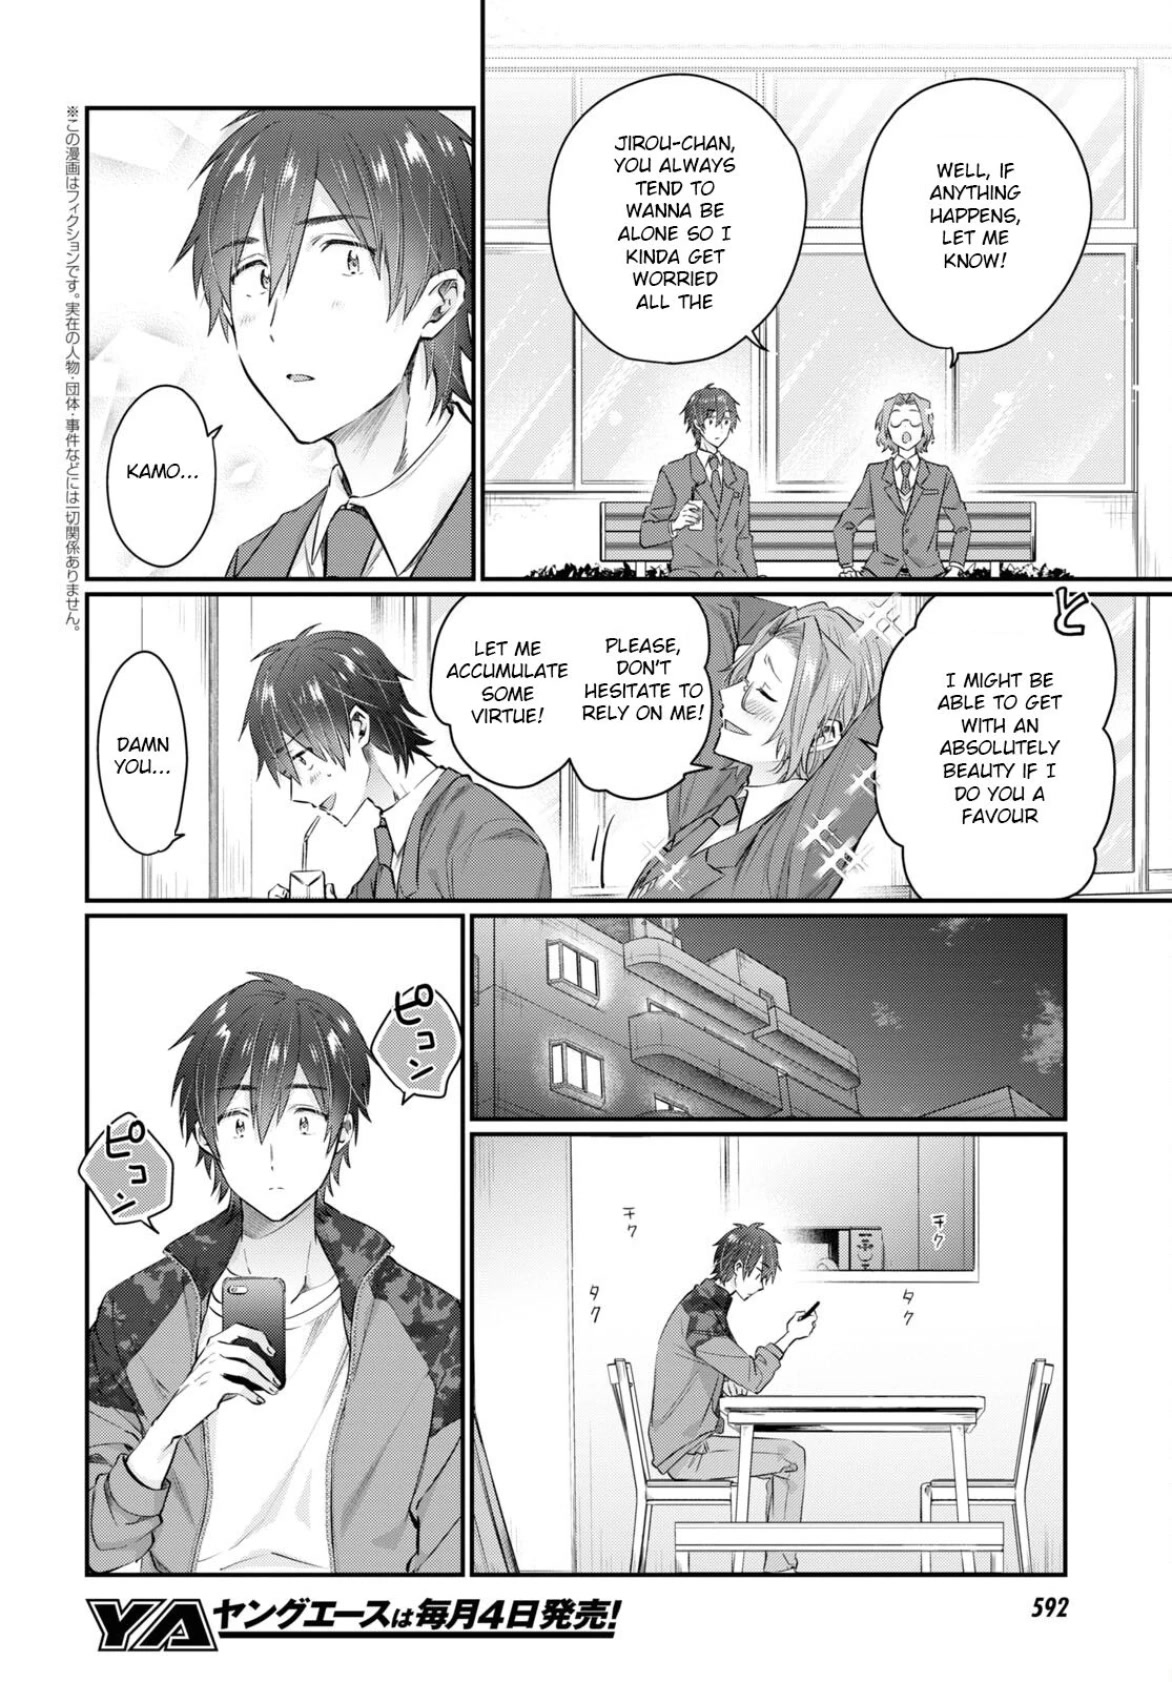 WELL, IF
ANYTHING
HAPPENS,
LET ME
KNOW!
JIROU-CHAN,
YOU ALWAYS
TEND TO
WANNA BE
ALONE SO I
KINDA GET
WORRIED
ALL THE
KAMO...
※この漫画はフィクションです。実在の人物・団体・事件などには一切関係ありません。
と
I MIGHT BE
ABLE TO GET
WITH AN
ABSOLUTELY
BEAUTY IF I
DO YOU A
FAVOUR
PLEASE,
DON'T
HESITATE TO
RELY ON ME!
LET ME
ACCUMULATE
SOME
VIRTUE!
DAMN
YOU...
チク
タク
チク
タク
ピコン
ピコン
YA ヤングエースは毎月4日発売!
592